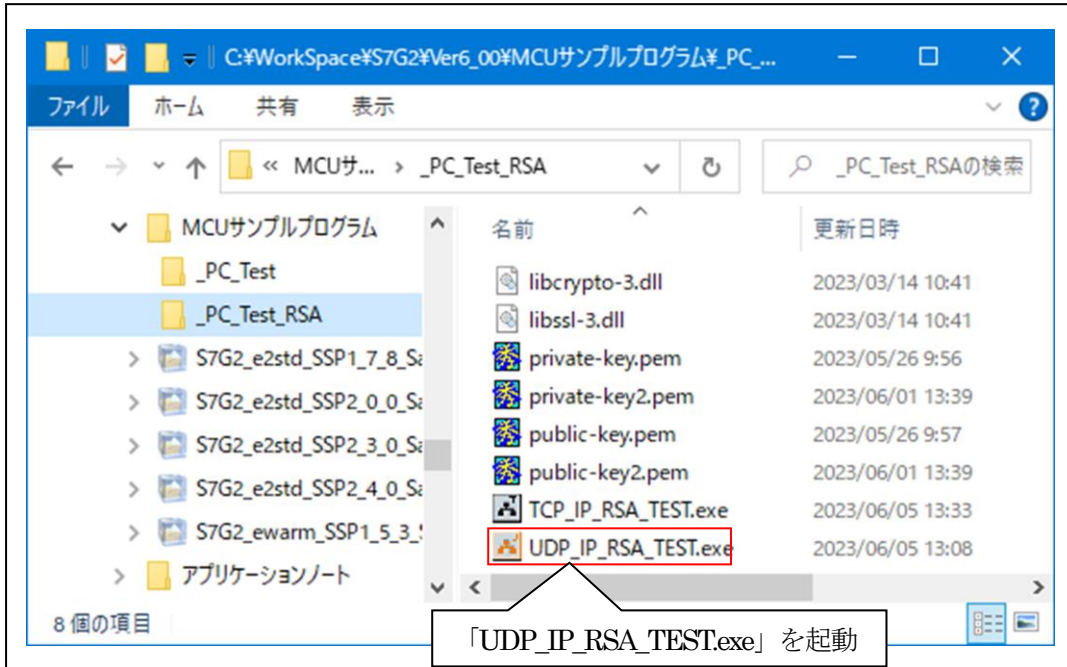 C:¥WorkSpace¥S7G2¥Ver6_00¥MCUサンプルプログラム¥_PC_...
ファイル ホーム 共有 表示
« MCUサ... › _PC_Test_RSA
_PC_Test_RSAの検索
MCUサンプルプログラム
_PC_Test
_PC_Test_RSA
S7G2_e2std_SSP1_7_8_Sa
S7G2_e2std_SSP2_0_0_Sa
S7G2_e2std_SSP2_3_0_Sa
S7G2_e2std_SSP2_4_0_Sa
S7G2_ewarm_SSP1_5_3_S
アプリケーションノート
名前 更新日時
libcrypto-3.dll 2023/03/14 10:41
libssl-3.dll 2023/03/14 10:41
private-key.pem 2023/05/26 9:56
private-key2.pem 2023/06/01 13:39
public-key.pem 2023/05/26 9:57
public-key2.pem 2023/06/01 13:39
TCP_IP_RSA_TEST.exe 2023/06/05 13:33
UDP_IP_RSA_TEST.exe 2023/06/05 13:08
8 個の項目
「UDP_IP_RSA_TEST.exe」を起動